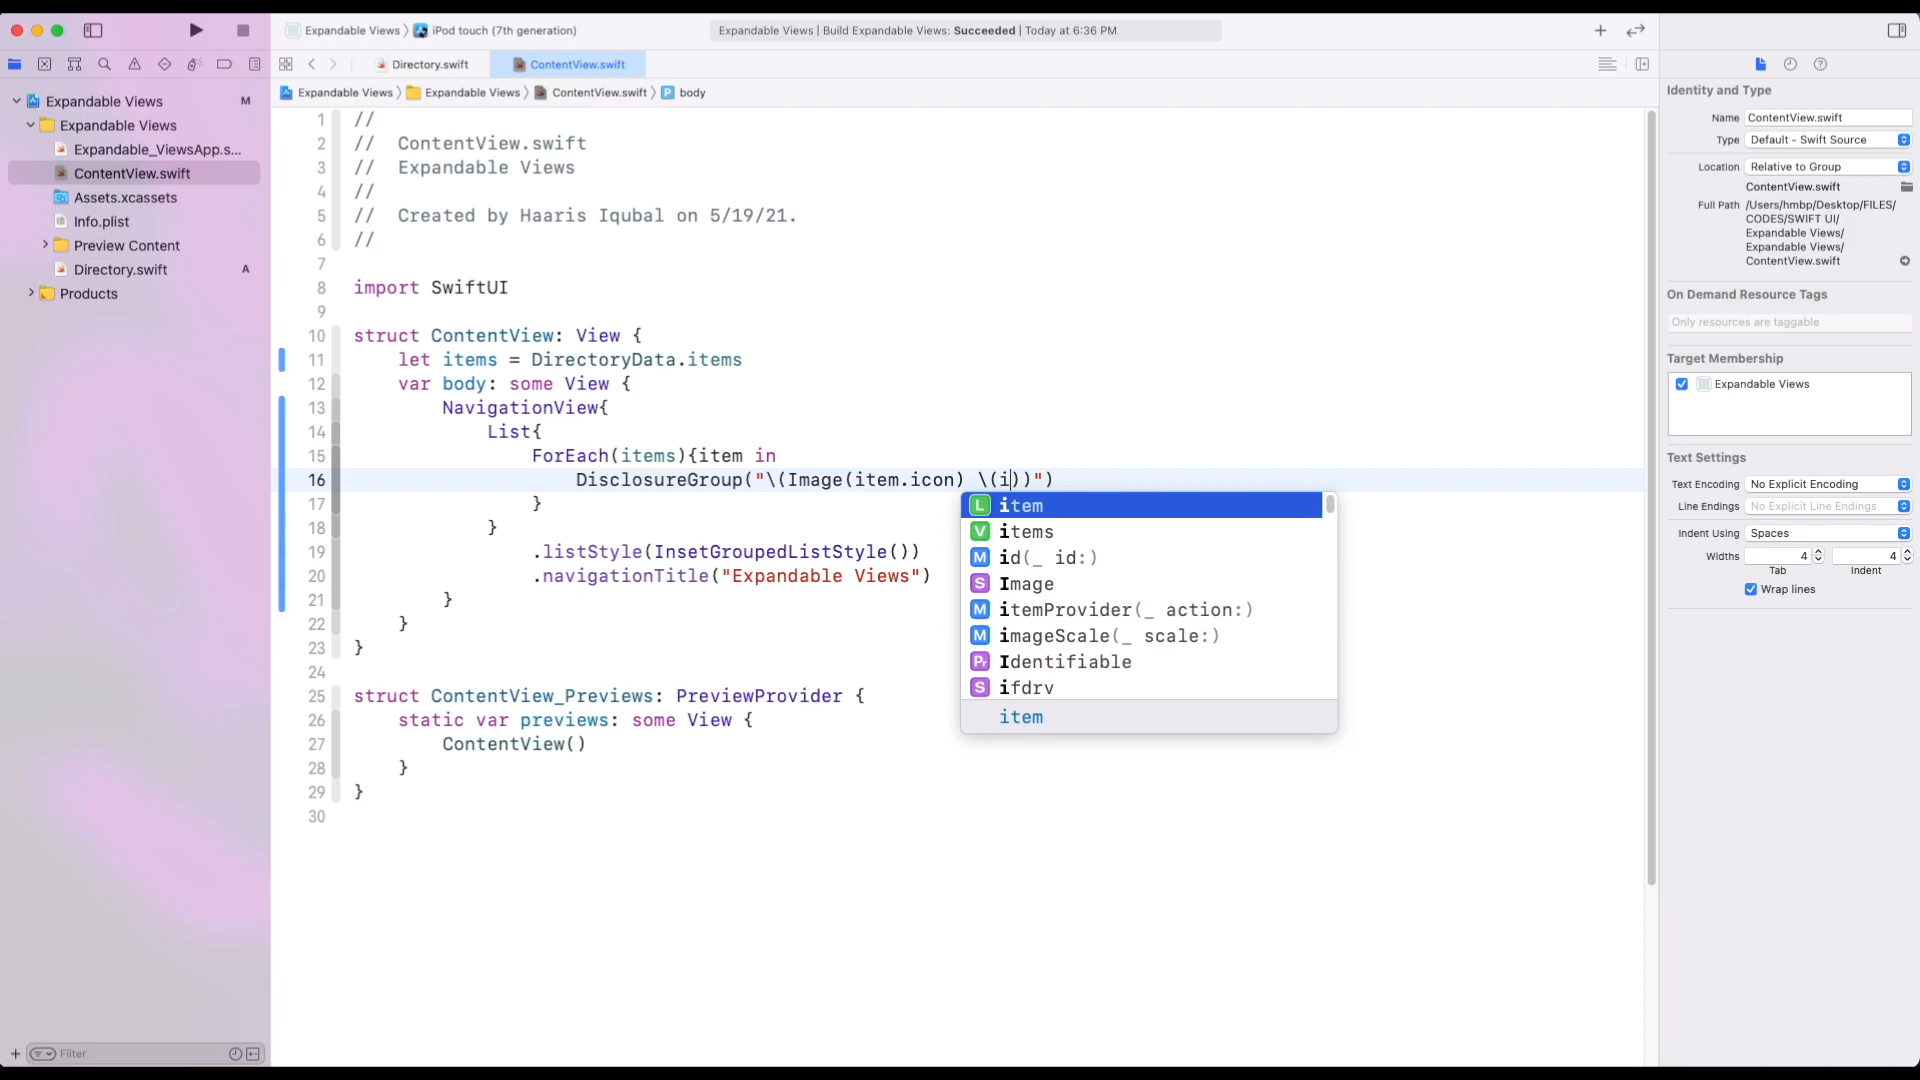 Expandable Views 〉 iPod touch (7th generation)
Expandable Views | Build Expandable Views: Succeeded | Today at 6:36 PM
Directory.swift
ContentView.swift
Expandable Views 〉 Expandable Views 〉 ContentView.swift 〉 P body
Expandable Views M
Expandable Views
Expandable_ViewsApp.s...
ContentView.swift
Assets.xcassets
Info.plist
Preview Content
Directory.swift A
Products
Filter
1 //
2 //  ContentView.swift
3 //  Expandable Views
4 //
5 //  Created by Haaris Iqubal on 5/19/21.
6 //
7
8 import SwiftUI
9
10 struct ContentView: View {
11     let items = DirectoryData.items
12     var body: some View {
13         NavigationView{
14             List{
15                 ForEach(items){item in
16                     DisclosureGroup("\(Image(item.icon) \(i))")
17                 }
18             }
19                 .listStyle(InsetGroupedListStyle())
20                 .navigationTitle("Expandable Views")
21         }
22     }
23 }
24
25 struct ContentView_Previews: PreviewProvider {
26     static var previews: some View {
27         ContentView()
28     }
29 }
30
L item
V items
M id(_ id:)
S Image
M itemProvider(_ action:)
M imageScale(_ scale:)
Pr Identifiable
S ifdrv
item
Identity and Type
Name ContentView.swift
Type Default - Swift Source
Location Relative to Group
ContentView.swift
Full Path /Users/hmbp/Desktop/FILES/
CODES/SWIFT UI/
Expandable Views/
Expandable Views/
ContentView.swift
On Demand Resource Tags
Only resources are taggable
Target Membership
Expandable Views
Text Settings
Text Encoding No Explicit Encoding
Line Endings No Explicit Line Endings
Indent Using Spaces
Widths 4 4
Tab Indent
Wrap lines